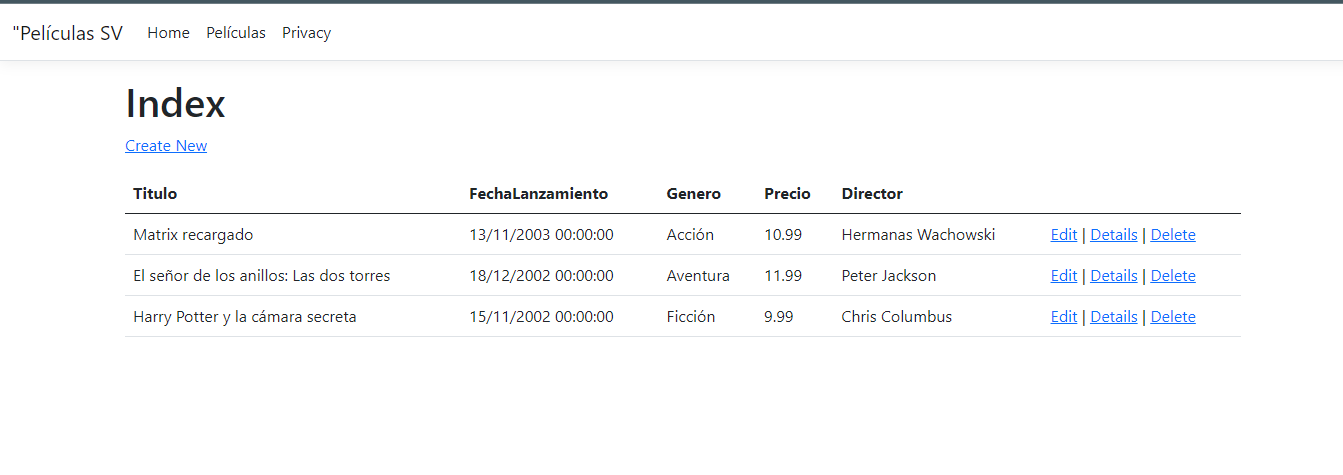 "Películas SV Home Películas Privacy
Index
Create New
Titulo FechaLanzamiento Genero Precio Director
Matrix recargado 13/11/2003 00:00:00 Acción 10.99 Hermanas Wachowski Edit | Details | Delete
El señor de los anillos: Las dos torres 18/12/2002 00:00:00 Aventura 11.99 Peter Jackson Edit | Details | Delete
Harry Potter y la cámara secreta 15/11/2002 00:00:00 Ficción 9.99 Chris Columbus Edit | Details | Delete